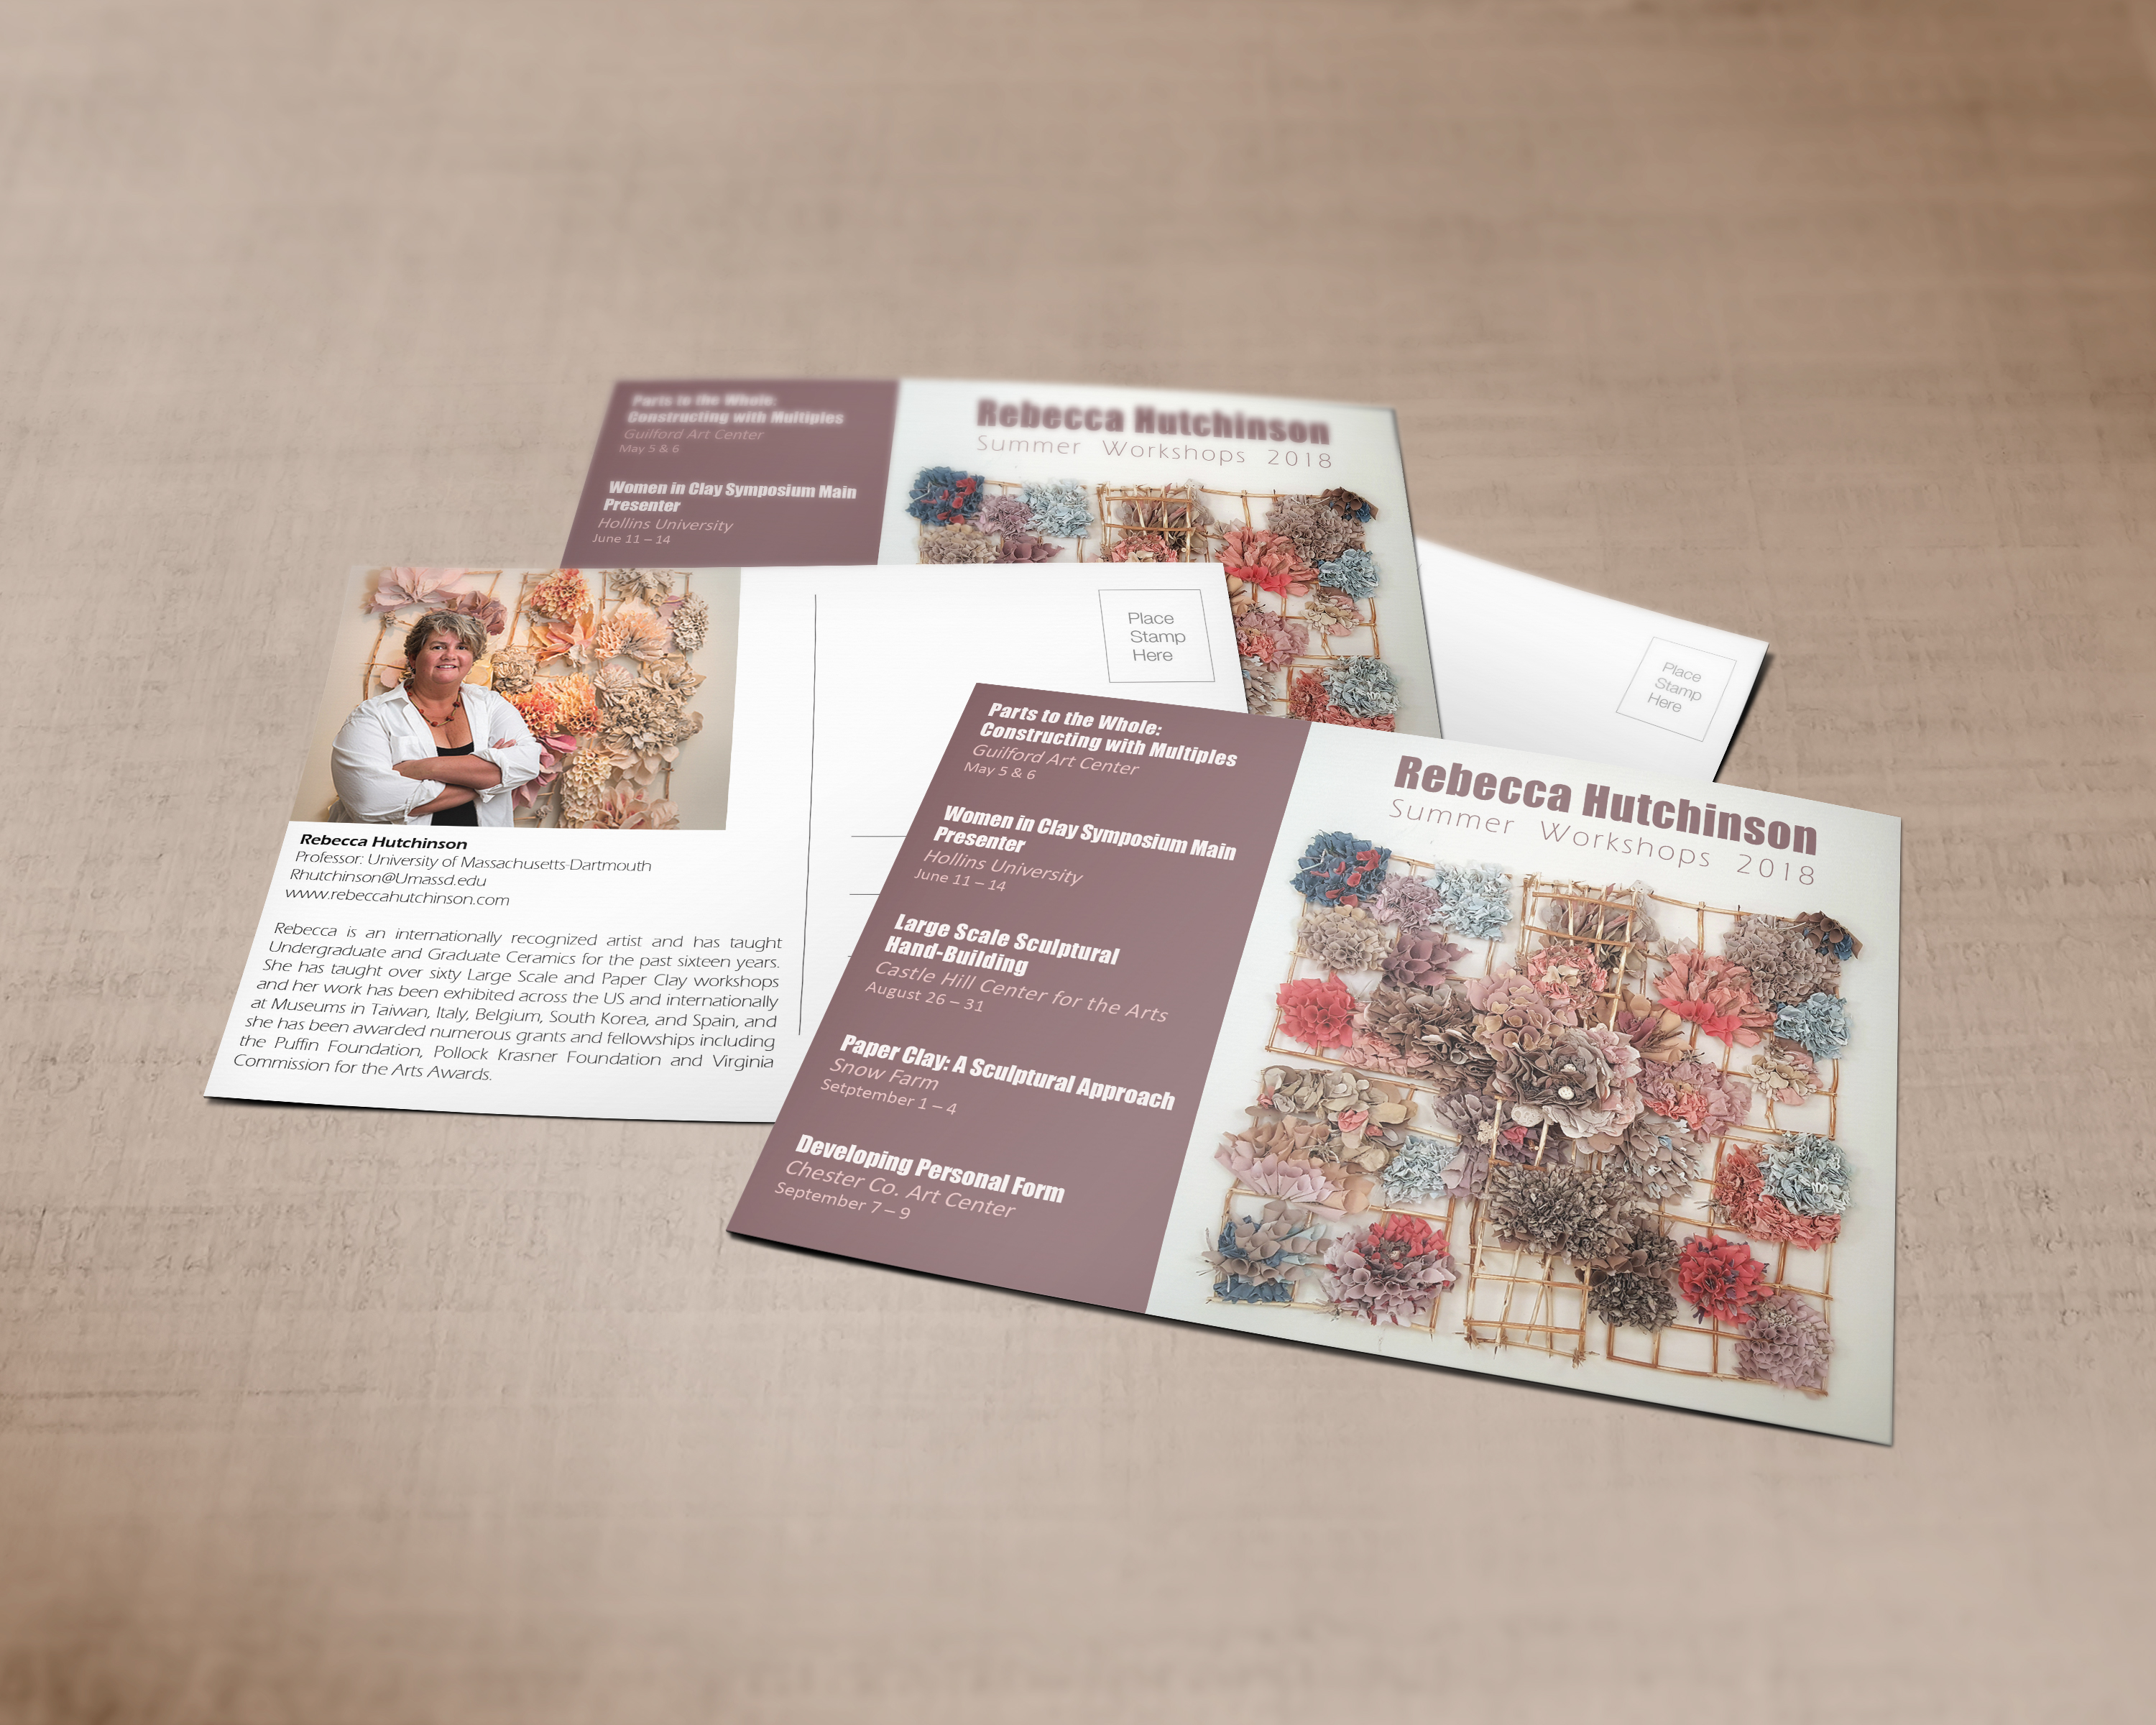 Parts to the Whole:
Constructing with Multiples
Guilford Art Center
May 5 & 6
Women in Clay Symposium Main
Presenter
Hollins University
June 11 – 14
Rebecca Hutchinson
Summer Workshops 2018
Place
Stamp
Here
Rebecca Hutchinson
Professor: University of Massachusetts-Dartmouth
Rhutchinson@Umassd.edu
www.rebeccahutchinson.com
Rebecca is an internationally recognized artist and has taught
Undergraduate and Graduate Ceramics for the past sixteen years.
She has taught over sixty Large Scale and Paper Clay workshops
and her work has been exhibited across the US and internationally
at Museums in Taiwan, Italy, Belgium, South Korea, and Spain, and
she has been awarded numerous grants and fellowships including
the Puffin Foundation, Pollock Krasner Foundation and Virginia
Commission for the Arts Awards.
Place
Stamp
Here
Parts to the Whole:
Constructing with Multiples
Guilford Art Center
May 5 & 6
Women in Clay Symposium Main
Presenter
Hollins University
June 11 – 14
Large Scale Sculptural
Hand-Building
Castle Hill Center for the Arts
August 26 – 31
Paper Clay: A Sculptural Approach
Snow Farm
Setptember 1 – 4
Developing Personal Form
Chester Co. Art Center
September 7 – 9
Rebecca Hutchinson
Summer Workshops 2018